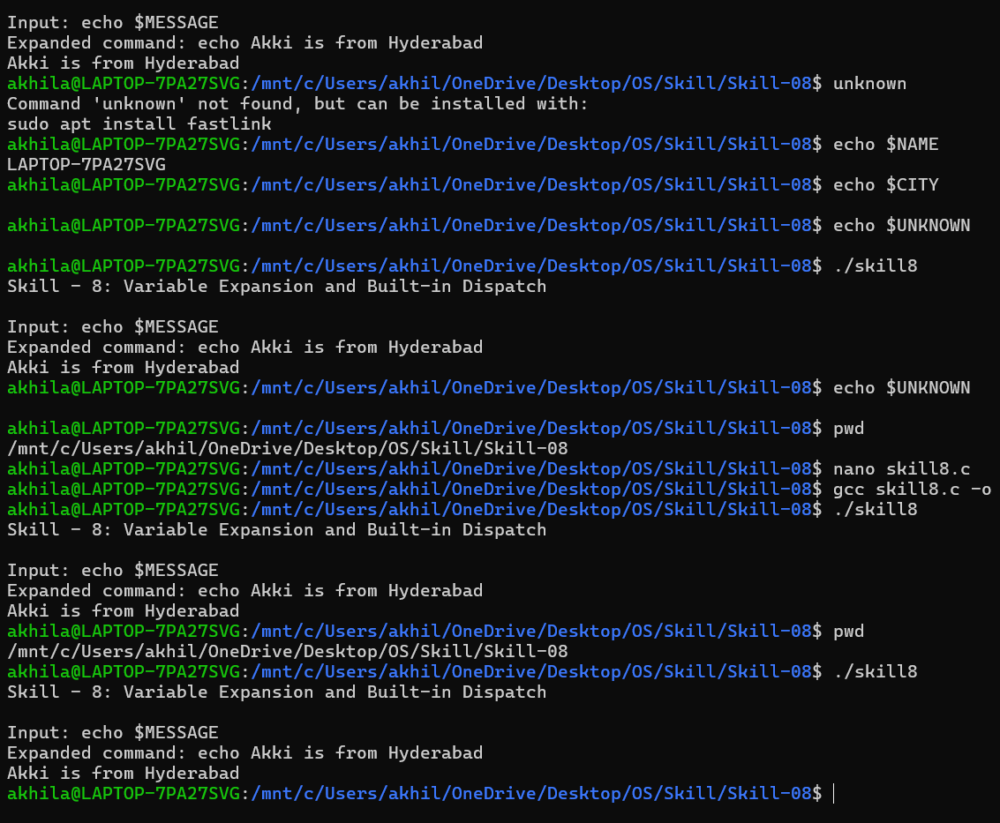 Input: echo $MESSAGE
Expanded command: echo Akki is from Hyderabad
Akki is from Hyderabad
akhila@LAPTOP-7PA27SVG:/mnt/c/Users/akhil/OneDrive/Desktop/OS/Skill/Skill-08$ unknown
Command 'unknown' not found, but can be installed with:
sudo apt install fastlink
akhila@LAPTOP-7PA27SVG:/mnt/c/Users/akhil/OneDrive/Desktop/OS/Skill/Skill-08$ echo $NAME
LAPTOP-7PA27SVG
akhila@LAPTOP-7PA27SVG:/mnt/c/Users/akhil/OneDrive/Desktop/OS/Skill/Skill-08$ echo $CITY
akhila@LAPTOP-7PA27SVG:/mnt/c/Users/akhil/OneDrive/Desktop/OS/Skill/Skill-08$ echo $UNKNOWN
akhila@LAPTOP-7PA27SVG:/mnt/c/Users/akhil/OneDrive/Desktop/OS/Skill/Skill-08$ ./skill8
Skill - 8: Variable Expansion and Built-in Dispatch
Input: echo $MESSAGE
Expanded command: echo Akki is from Hyderabad
Akki is from Hyderabad
akhila@LAPTOP-7PA27SVG:/mnt/c/Users/akhil/OneDrive/Desktop/OS/Skill/Skill-08$ echo $UNKNOWN
akhila@LAPTOP-7PA27SVG:/mnt/c/Users/akhil/OneDrive/Desktop/OS/Skill/Skill-08$ pwd
/mnt/c/Users/akhil/OneDrive/Desktop/OS/Skill/Skill-08
akhila@LAPTOP-7PA27SVG:/mnt/c/Users/akhil/OneDrive/Desktop/OS/Skill/Skill-08$ nano skill8.c
akhila@LAPTOP-7PA27SVG:/mnt/c/Users/akhil/OneDrive/Desktop/OS/Skill/Skill-08$ gcc skill8.c -o
akhila@LAPTOP-7PA27SVG:/mnt/c/Users/akhil/OneDrive/Desktop/OS/Skill/Skill-08$ ./skill8
Skill - 8: Variable Expansion and Built-in Dispatch
Input: echo $MESSAGE
Expanded command: echo Akki is from Hyderabad
Akki is from Hyderabad
akhila@LAPTOP-7PA27SVG:/mnt/c/Users/akhil/OneDrive/Desktop/OS/Skill/Skill-08$ pwd
/mnt/c/Users/akhil/OneDrive/Desktop/OS/Skill/Skill-08
akhila@LAPTOP-7PA27SVG:/mnt/c/Users/akhil/OneDrive/Desktop/OS/Skill/Skill-08$ ./skill8
Skill - 8: Variable Expansion and Built-in Dispatch
Input: echo $MESSAGE
Expanded command: echo Akki is from Hyderabad
Akki is from Hyderabad
akhila@LAPTOP-7PA27SVG:/mnt/c/Users/akhil/OneDrive/Desktop/OS/Skill/Skill-08$